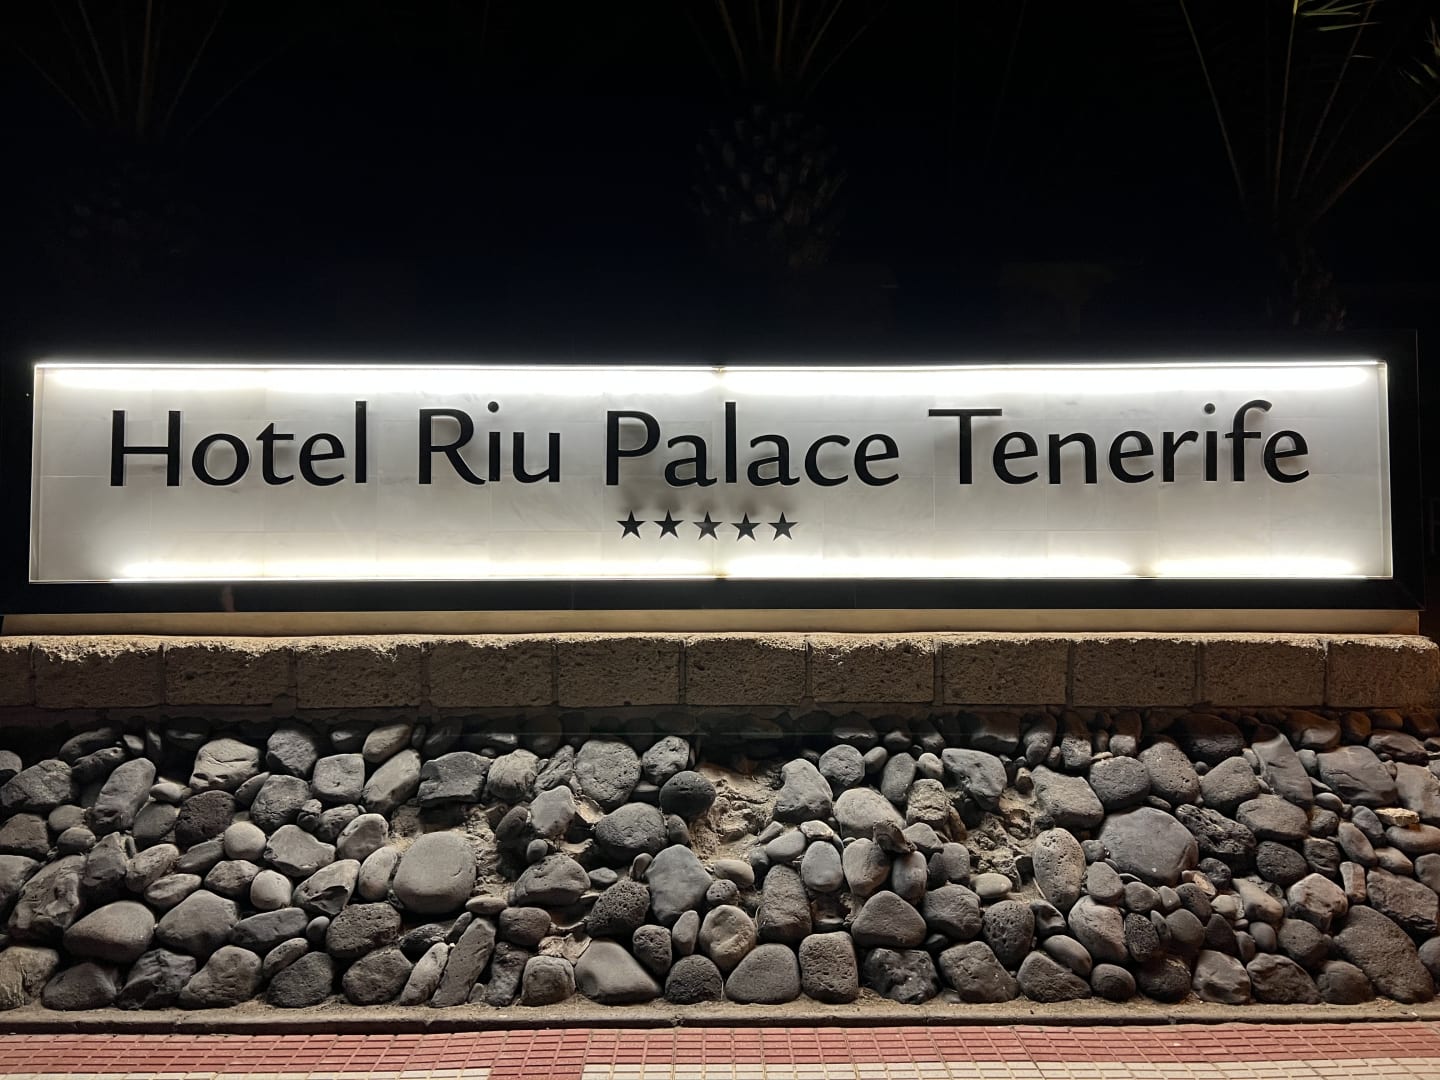 Hotel Riu Palace Tenerife
★★★★★